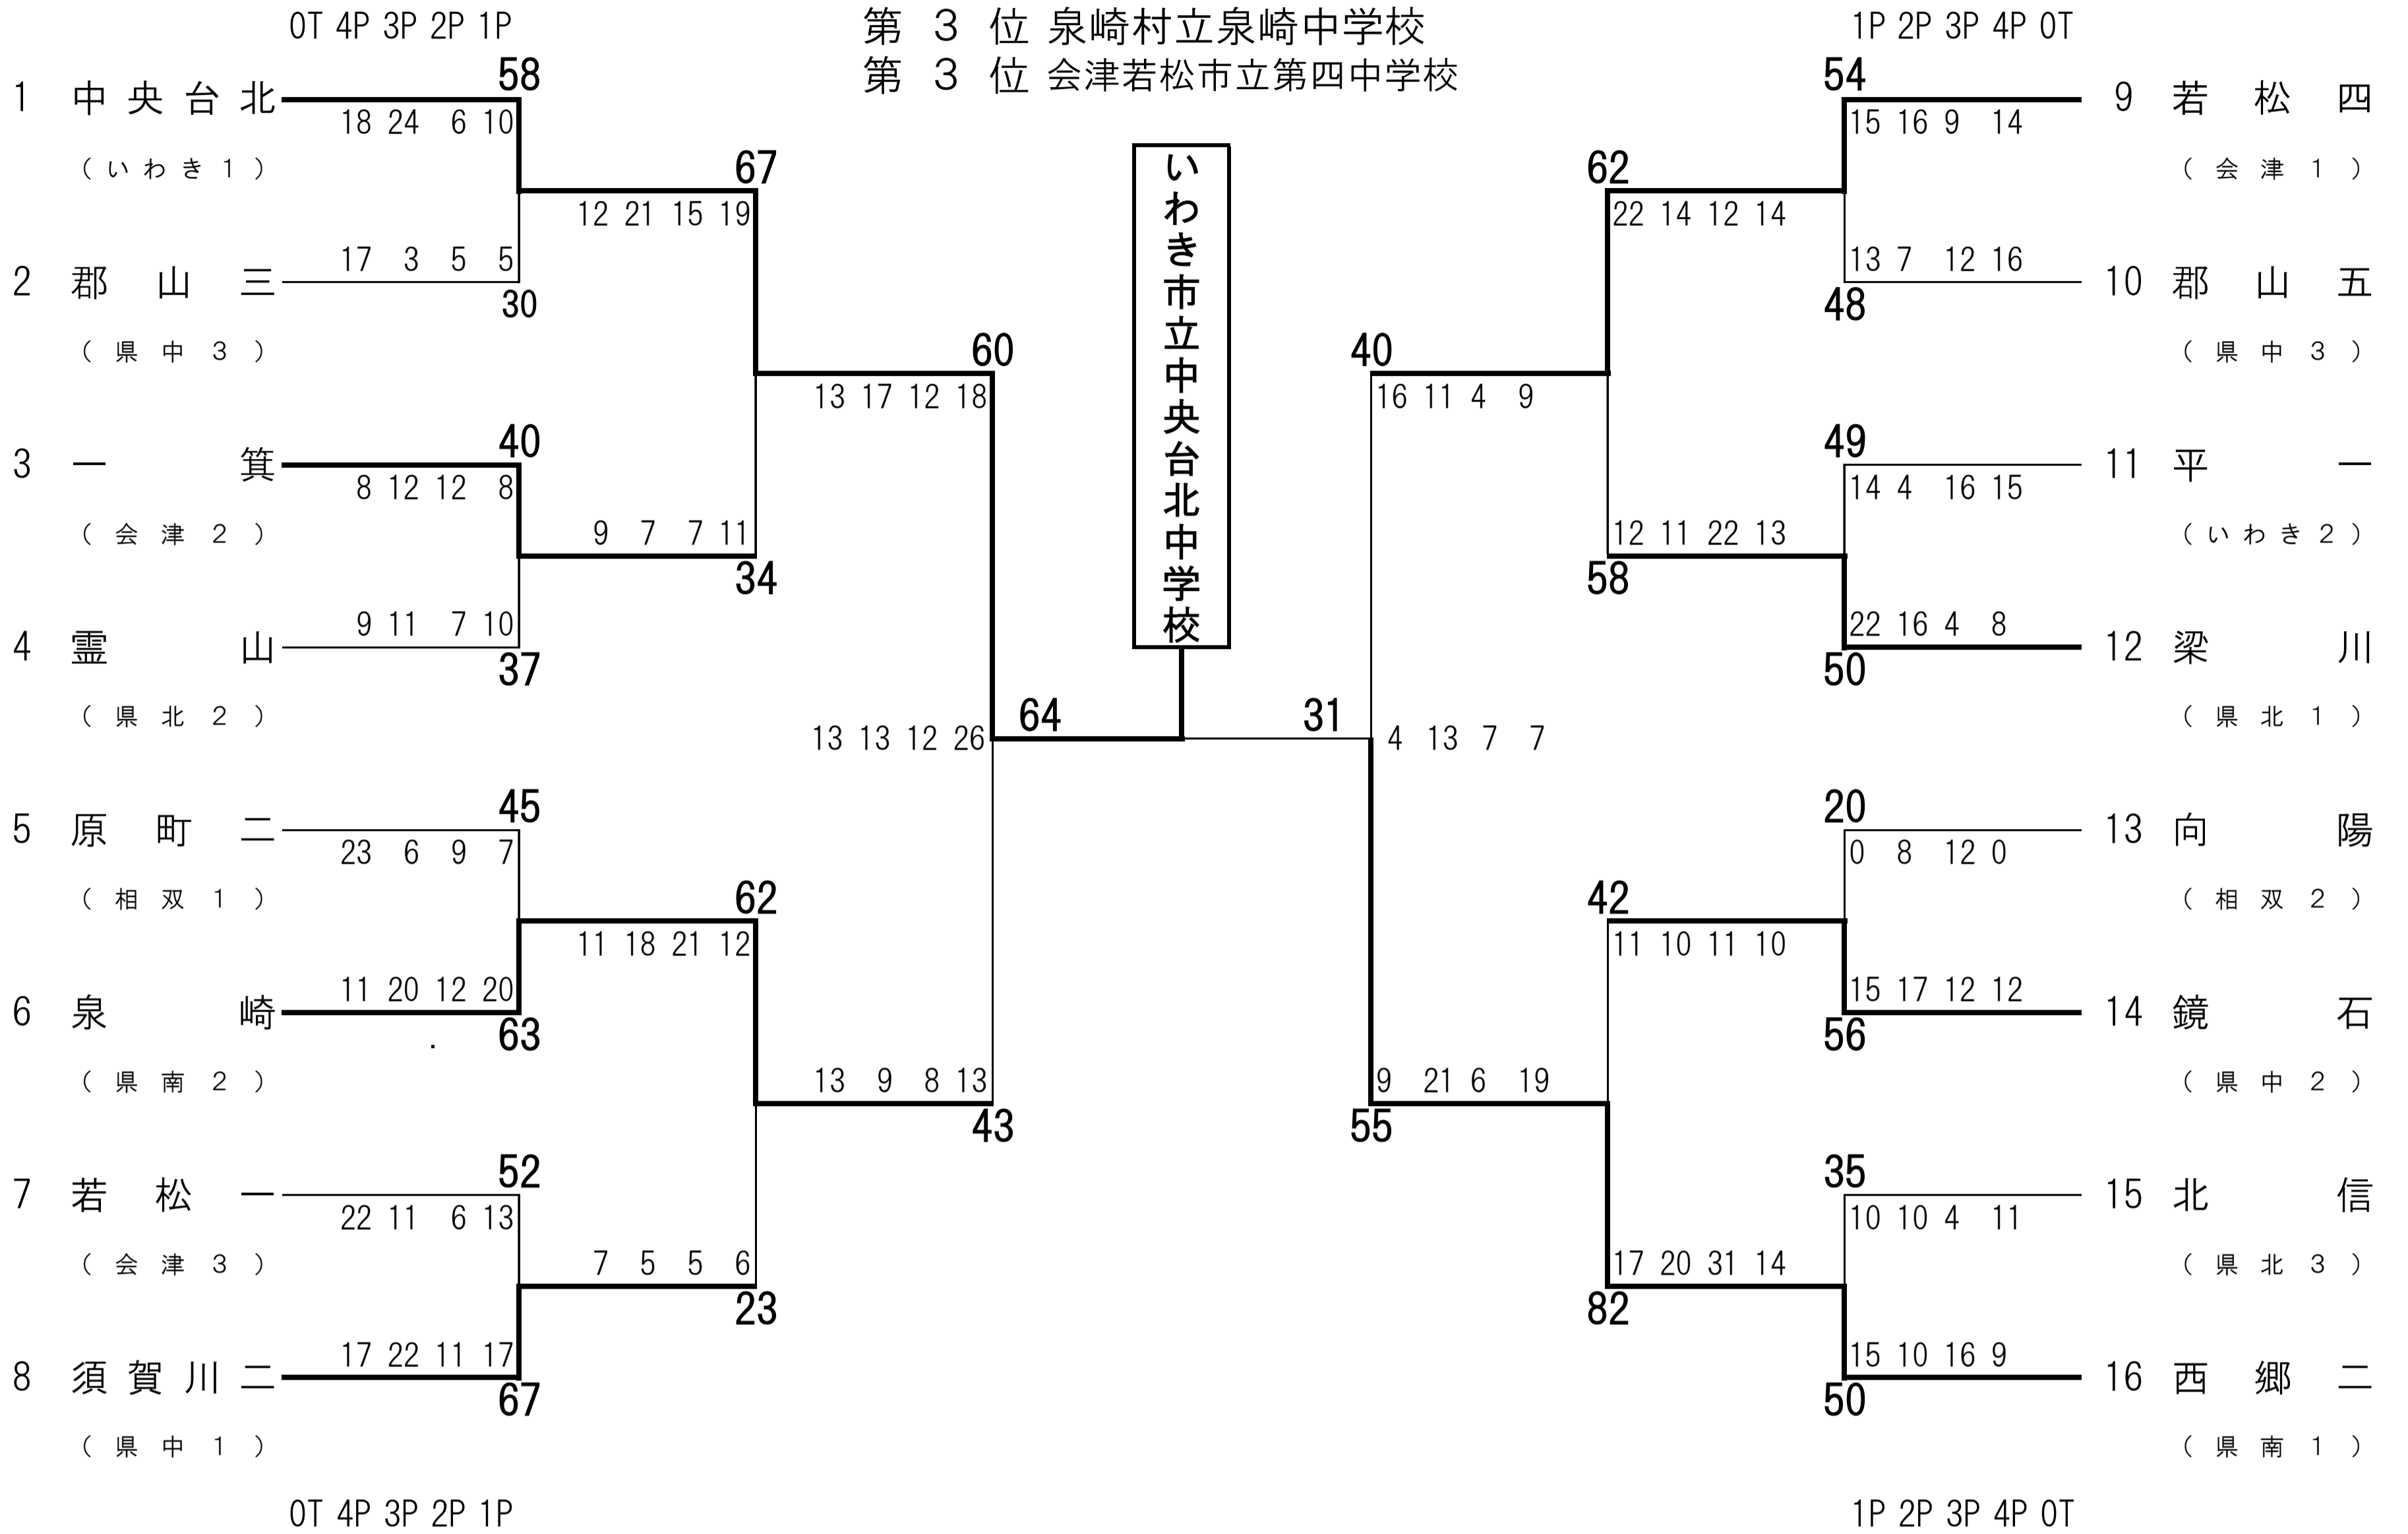 第 3 位 泉崎村立泉崎中学校
第 3 位 会津若松市立第四中学校
0T 4P 3P 2P 1P
58
1 中央台北
18 24 6 10
(いわき1)
67
12 21 15 19
17 3 5 5
2 郡山三
30
(県中3)
60
13 17 12 18
40
3 一箕
8 12 12 8
(会津2)
9 7 7 11
34
9 11 7 10
4 霊山
37
(県北2)
13 13 12 26
64
45
5 原町二
23 6 9 7
(相双1)
62
11 18 21 12
11 20 12 20
6 泉崎
63
(県南2)
13 9 8 13
43
52
7 若松一
22 11 6 13
(会津3)
7 5 5 6
23
17 22 11 17
8 須賀川二
67
(県中1)
0T 4P 3P 2P 1P
いわき市立中央台北中学校
1P 2P 3P 4P 0T
54
9 若松四
15 16 9 14
(会津1)
62
22 14 12 14
13 7 12 16
10 郡山五
48
(県中3)
40
16 11 4 9
49
11 平一
14 4 16 15
(いわき2)
12 11 22 13
58
22 16 4 8
12 梁川
50
(県北1)
31
4 13 7 7
20
13 向陽
0 8 12 0
(相双2)
42
11 10 11 10
15 17 12 12
14 鏡石
56
(県中2)
9 21 6 19
55
35
15 北信
10 10 4 11
(県北3)
17 20 31 14
82
15 10 16 9
16 西郷二
50
(県南1)
1P 2P 3P 4P 0T